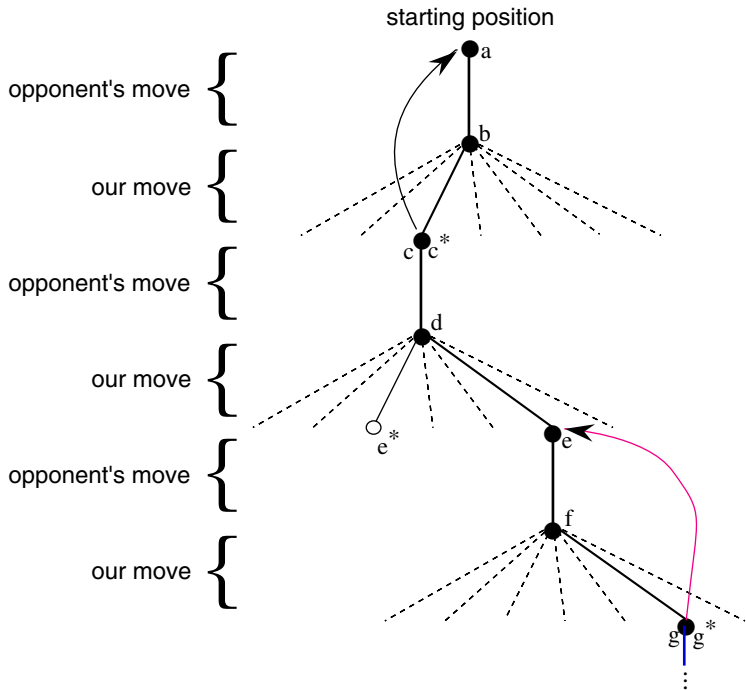 starting position
a
opponent's move
b
our move
c c*
opponent's move
d
our move
e*
e
opponent's move
f
our move
g g*
⋮